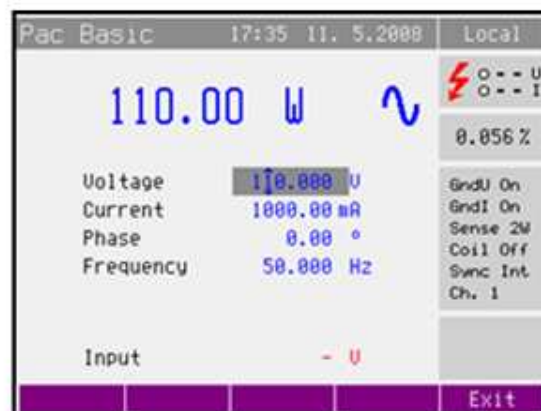 Pac Basic 17:35 11. 5.2008 Local
U
I
110.00 W
0.056 %
Voltage 110.000 V
Current 1000.00 mA
Phase 0.00 °
Frequency 50.000 Hz
GndU On
GndI On
Sense 2W
Coil Off
Sync Int
Ch. 1
Input - V
Exit